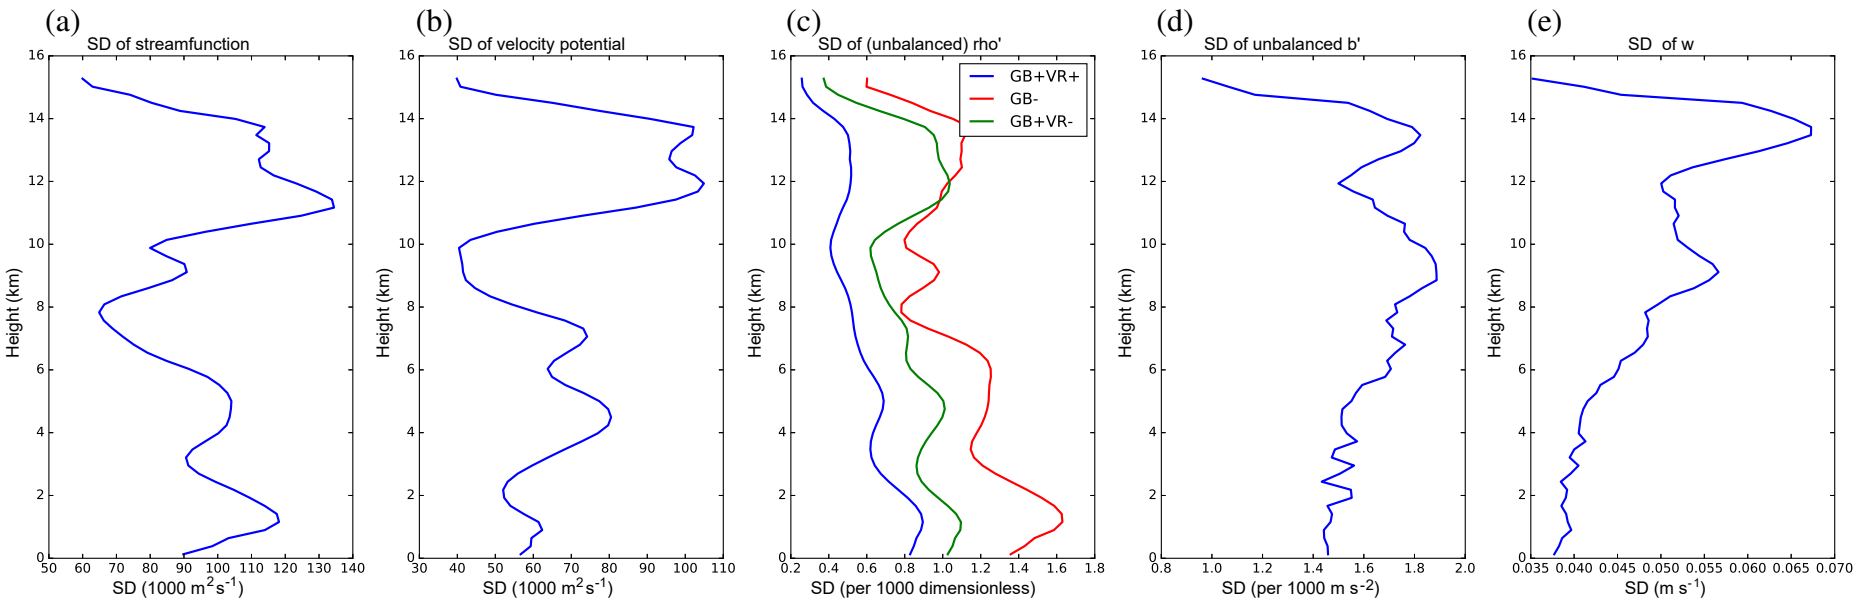 (a)
SD of streamfunction
16
14
12
10
8
6
4
2
0
Height (km)
50 60 70 80 90 100 110 120 130 140
SD (1000 m² s⁻¹)
(b)
SD of velocity potential
16
14
12
10
8
6
4
2
0
Height (km)
30 40 50 60 70 80 90 100 110
SD (1000 m² s⁻¹)
(c)
SD of (unbalanced) rho'
GB+VR+
GB-
GB+VR-
16
14
12
10
8
6
4
2
0
Height (km)
0.2 0.4 0.6 0.8 1.0 1.2 1.4 1.6 1.8
SD (per 1000 dimensionless)
(d)
SD of unbalanced b'
16
14
12
10
8
6
4
2
0
Height (km)
1.0 1.2 1.4 1.6 1.8 2.0
SD (per 1000 m s⁻²)
(e)
SD of w
16
14
12
10
8
6
4
2
0
Height (km)
0.035 0.040 0.045 0.050 0.055 0.060 0.065 0.070
SD (m s⁻¹)